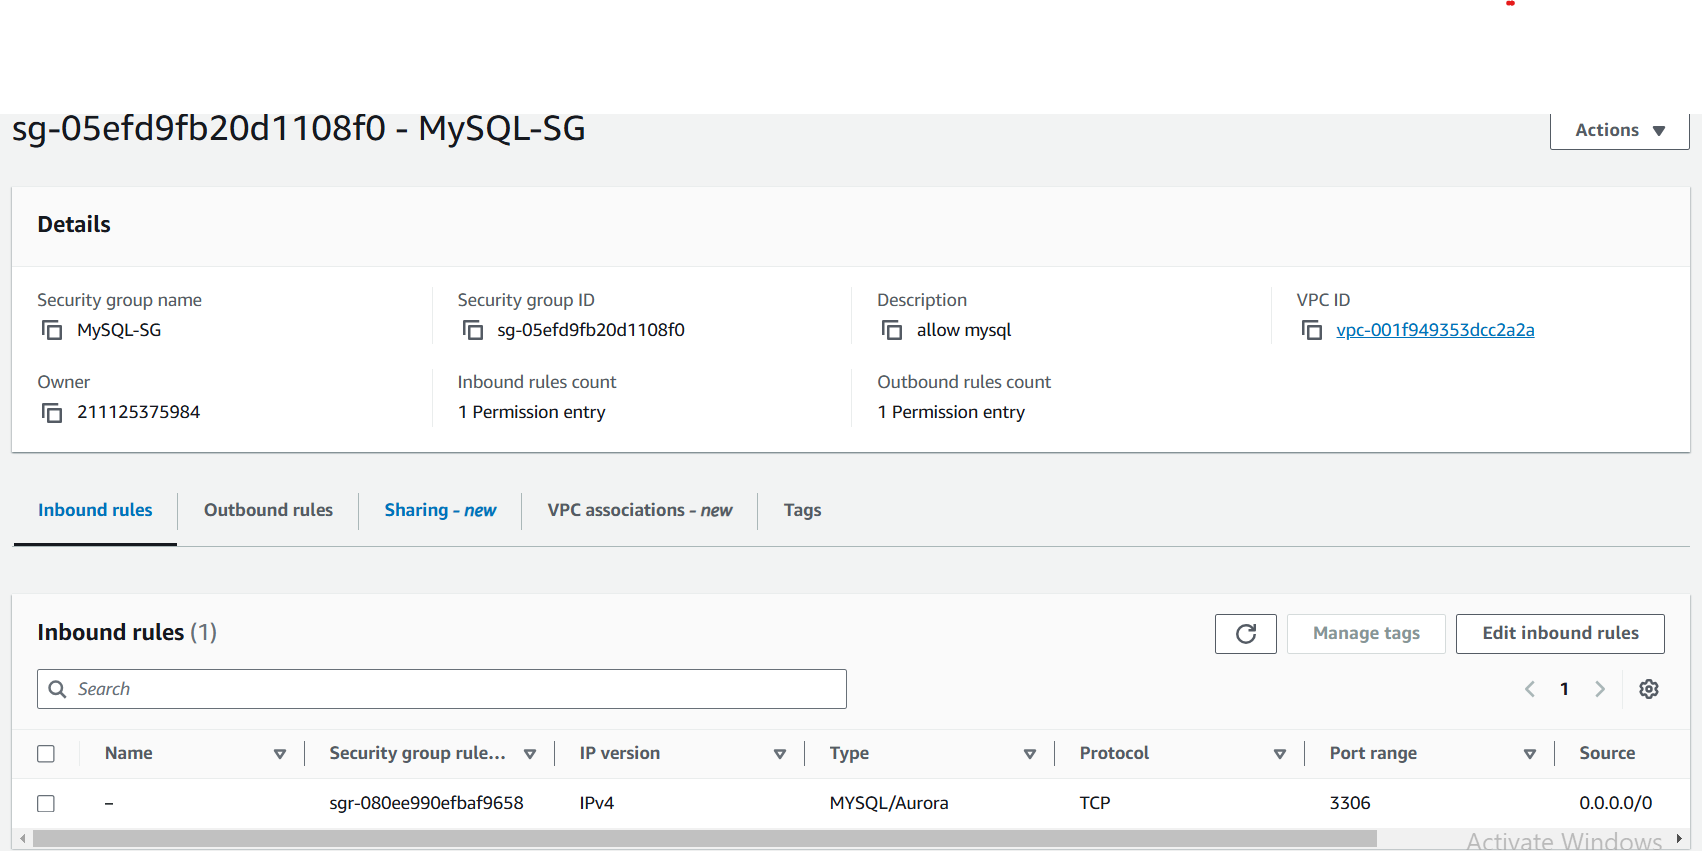 sg-05efd9fb20d1108f0 - MySQL-SG
Actions
Details
Security group name
MySQL-SG
Security group ID
sg-05efd9fb20d1108f0
Description
allow mysql
VPC ID
vpc-001f949353dcc2a2a
Owner
211125375984
Inbound rules count
1 Permission entry
Outbound rules count
1 Permission entry
Inbound rules
Outbound rules
Sharing - new
VPC associations - new
Tags
Inbound rules (1)
Manage tags
Edit inbound rules
Search
1
Name
Security group rule...
IP version
Type
Protocol
Port range
Source
–
sgr-080ee990efbaf9658
IPv4
MYSQL/Aurora
TCP
3306
0.0.0.0/0
Activate Windows